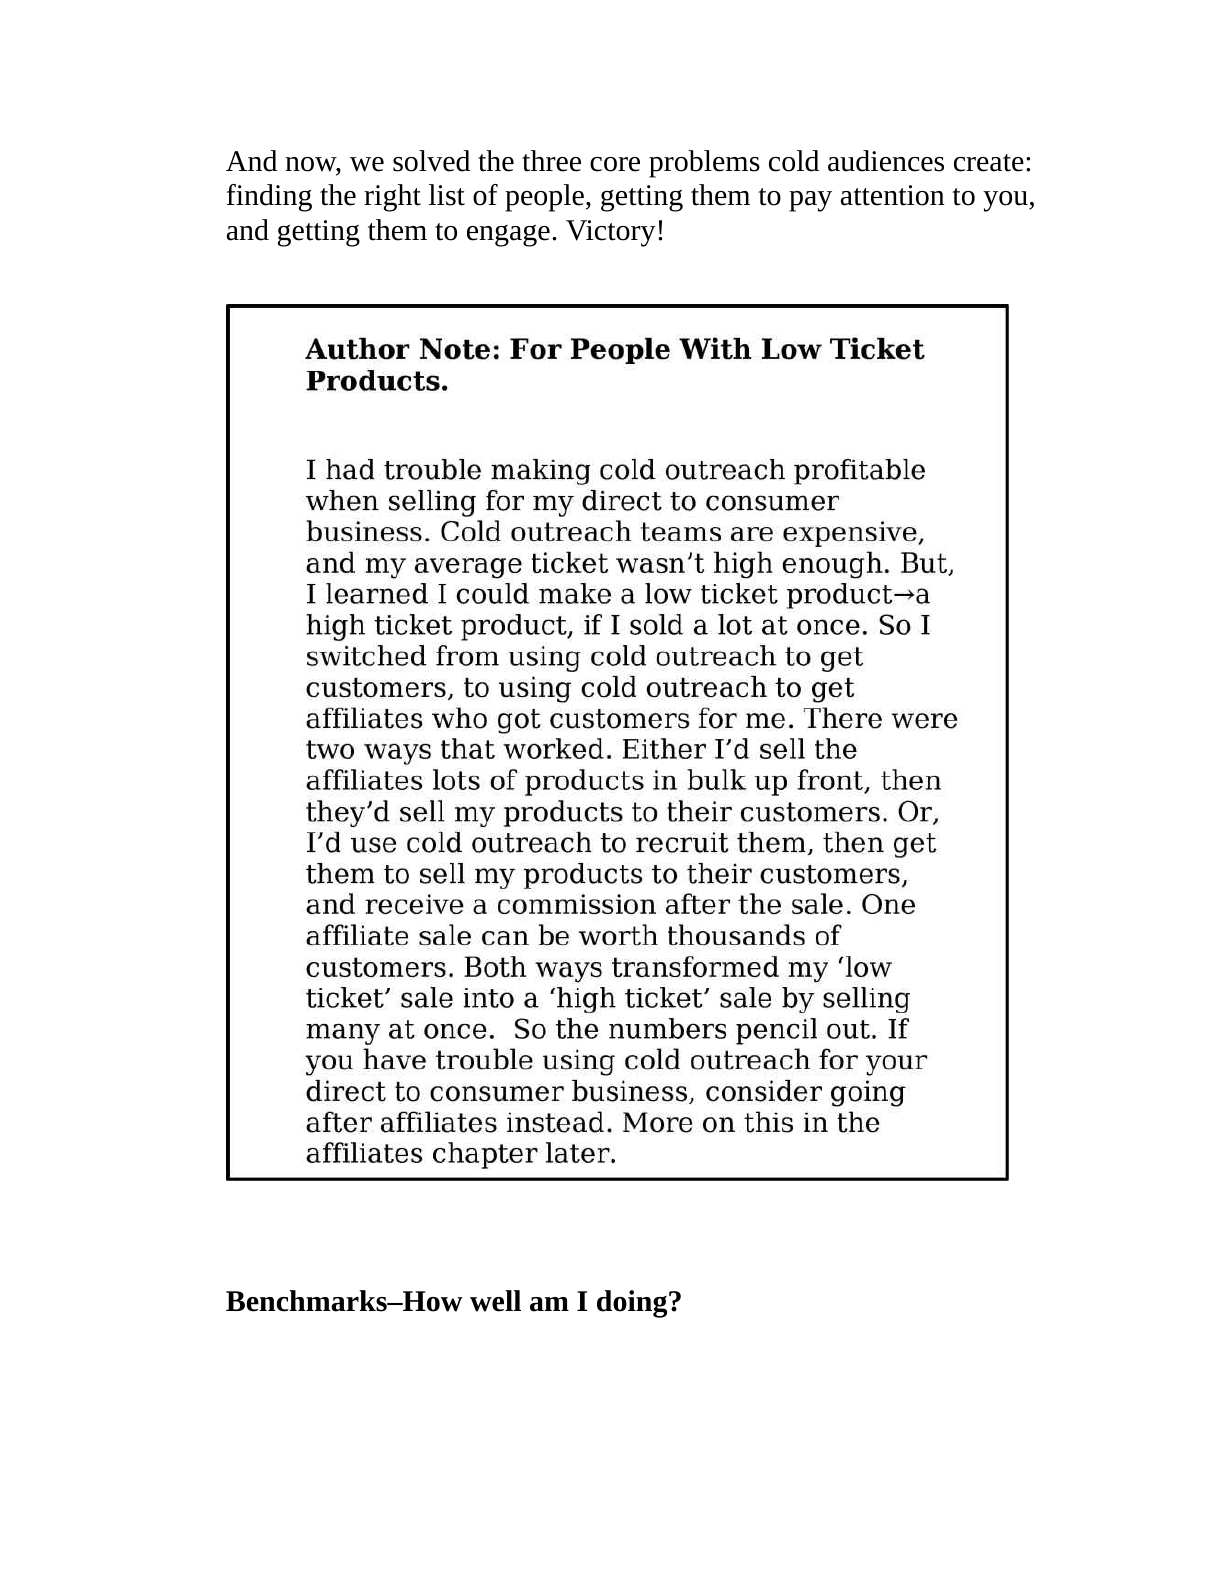 And now, we solved the three core problems cold audiences create:
finding the right list of people, getting them to pay attention to you,
and getting them to engage. Victory!
Author Note: For People With Low Ticket
Products.
I had trouble making cold outreach profitable
when selling for my direct to consumer
business. Cold outreach teams are expensive,
and my average ticket wasn’t high enough. But,
I learned I could make a low ticket product→a
high ticket product, if I sold a lot at once. So I
switched from using cold outreach to get
customers, to using cold outreach to get
affiliates who got customers for me. There were
two ways that worked. Either I’d sell the
affiliates lots of products in bulk up front, then
they’d sell my products to their customers. Or,
I’d use cold outreach to recruit them, then get
them to sell my products to their customers,
and receive a commission after the sale. One
affiliate sale can be worth thousands of
customers. Both ways transformed my ‘low
ticket’ sale into a ‘high ticket’ sale by selling
many at once.  So the numbers pencil out. If
you have trouble using cold outreach for your
direct to consumer business, consider going
after affiliates instead. More on this in the
affiliates chapter later.
Benchmarks–How well am I doing?